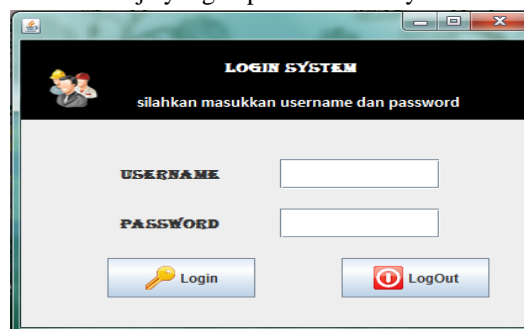 LOGIN SYSTEM
silahkan masukkan username dan password
USERNAME
PASSWORD
Login
LogOut